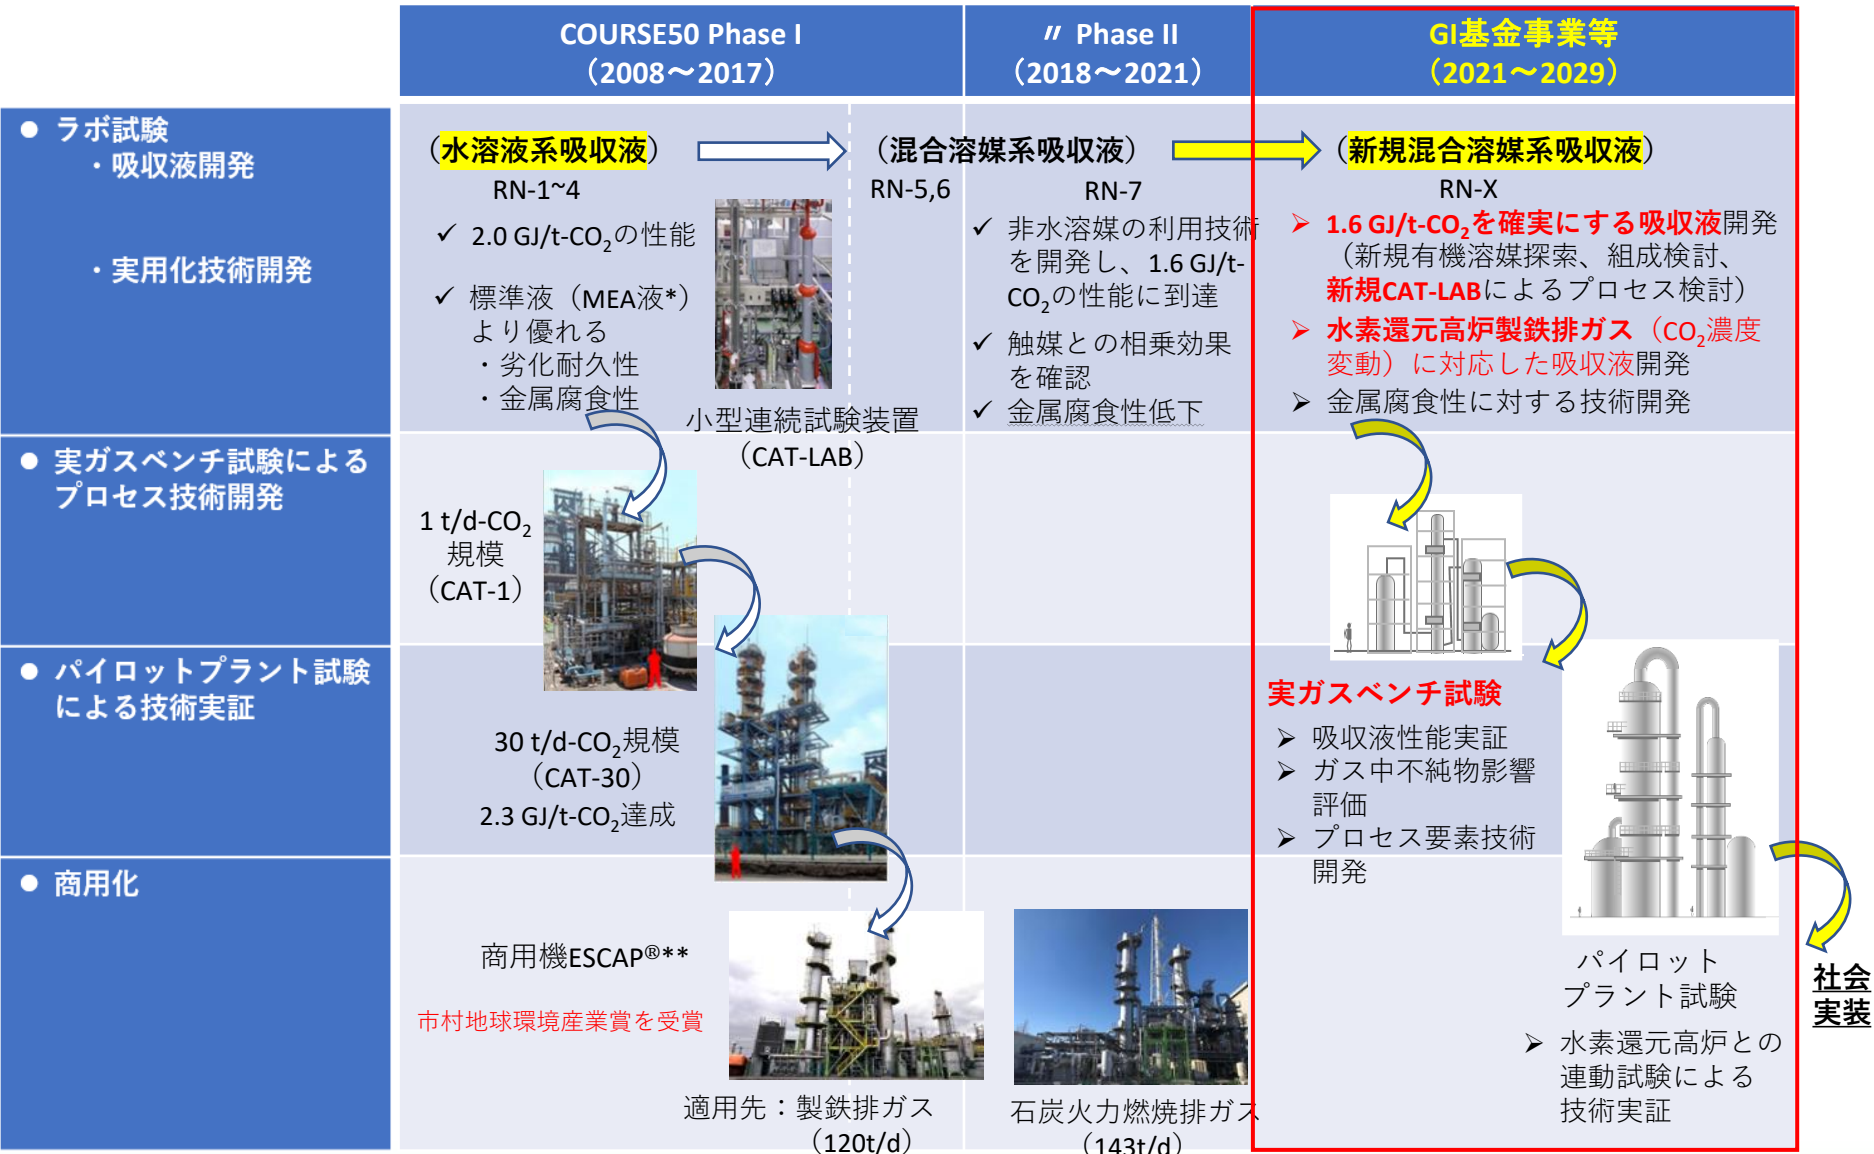 COURSE50 Phase I
（2008～2017）
〃 Phase II
（2018～2021）
GI基金事業等
（2021～2029）
● ラボ試験
・吸収液開発
・実用化技術開発
（水溶液系吸収液）
RN-1~4
✓ 2.0 GJ/t-CO₂の性能
✓ 標準液（MEA液*）
より優れる
・劣化耐久性
・金属腐食性
小型連続試験装置
（CAT-LAB）
（混合溶媒系吸収液）
RN-5,6
RN-7
✓ 非水溶媒の利用技術
を開発し、1.6 GJ/t-
CO₂の性能に到達
✓ 触媒との相乗効果
を確認
✓ 金属腐食性低下
（新規混合溶媒系吸収液）
RN-X
➢ 1.6 GJ/t-CO₂を確実にする吸収液開発
（新規有機溶媒探索、組成検討、
新規CAT-LABによるプロセス検討）
➢ 水素還元高炉製鉄排ガス（CO₂濃度
変動）に対応した吸収液開発
➢ 金属腐食性に対する技術開発
● 実ガスベンチ試験による
プロセス技術開発
1 t/d-CO₂
規模
（CAT-1）
● パイロットプラント試験
による技術実証
30 t/d-CO₂規模
（CAT-30）
2.3 GJ/t-CO₂達成
実ガスベンチ試験
➢ 吸収液性能実証
➢ ガス中不純物影響
評価
➢ プロセス要素技術
開発
● 商用化
商用機ESCAP®**
市村地球環境産業賞を受賞
適用先：製鉄排ガス
（120t/d）
石炭火力燃焼排ガス
（143t/d）
パイロット
プラント試験
➢ 水素還元高炉との
連動試験による
技術実証
社会
実装